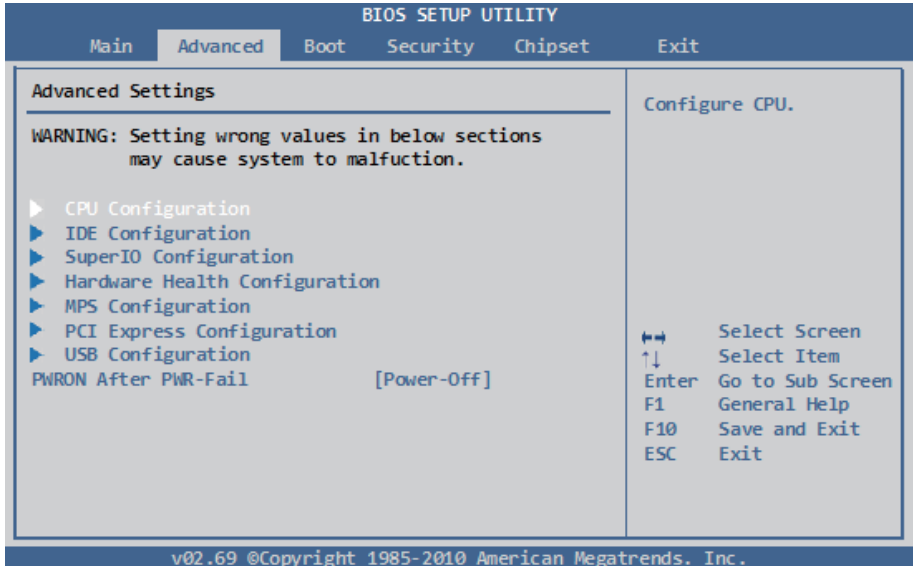 BIOS SETUP UTILITY
Main Advanced Boot Security Chipset Exit
Advanced Settings
WARNING: Setting wrong values in below sections
may cause system to malfuction.
CPU Configuration
IDE Configuration
SuperIO Configuration
Hardware Health Configuration
MPS Configuration
PCI Express Configuration
USB Configuration
PWRON After PWR-Fail [Power-Off]
Configure CPU.
←→ Select Screen
↑↓ Select Item
Enter Go to Sub Screen
F1 General Help
F10 Save and Exit
ESC Exit
v02.69 ©Copyright 1985-2010 American Megatrends. Inc.